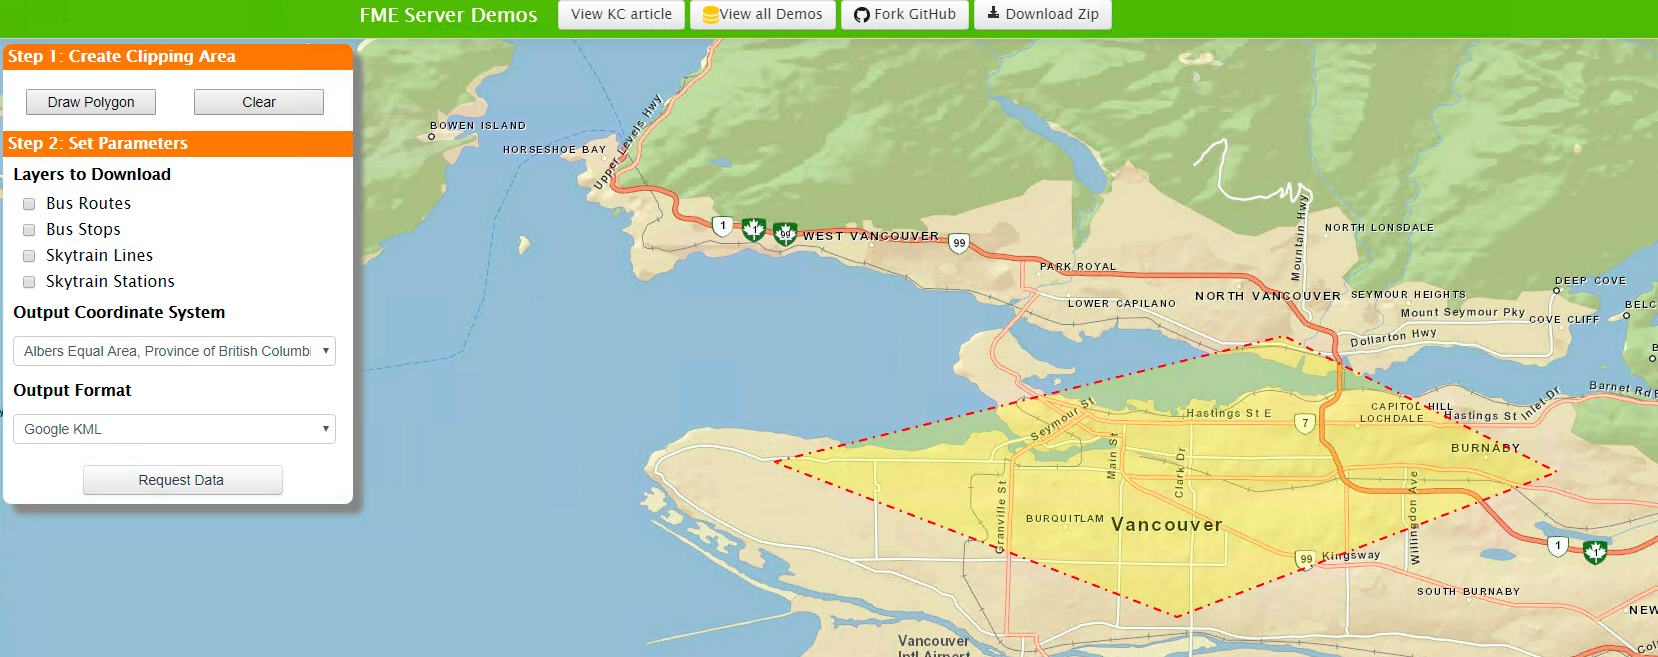 FME Server Demos
View KC article
View all Demos
Fork GitHub
Download Zip
Step 1: Create Clipping Area
Draw Polygon
Clear
Step 2: Set Parameters
Layers to Download
Bus Routes
Bus Stops
Skytrain Lines
Skytrain Stations
Output Coordinate System
Albers Equal Area, Province of British Columbi
Output Format
Google KML
Request Data
BOWEN ISLAND
HORSESHOE BAY
Upper Levels Hwy
1
1
99
WEST VANCOUVER
99
PARK ROYAL
LOWER CAPILANO
NORTH VANCOUVER
Mountain Hwy
NORTH LONSDALE
SEYMOUR HEIGHTS
DEEP COVE
Mount Seymour Pky
COVE CLIFF
BELC
Dollarton Hwy
B
Barnet Rd
Inlet Dr
CAPITOL HILL
LOCHDALE
Hastings St
Hastings St E
7
Seymour St
Main St
Clark Dr
BURNABY
Granville St
BURQUITLAM
Vancouver
Willingdon Ave
99
Kingsway
1
1
SOUTH BURNABY
NEW
Vancouver
Intl Airport